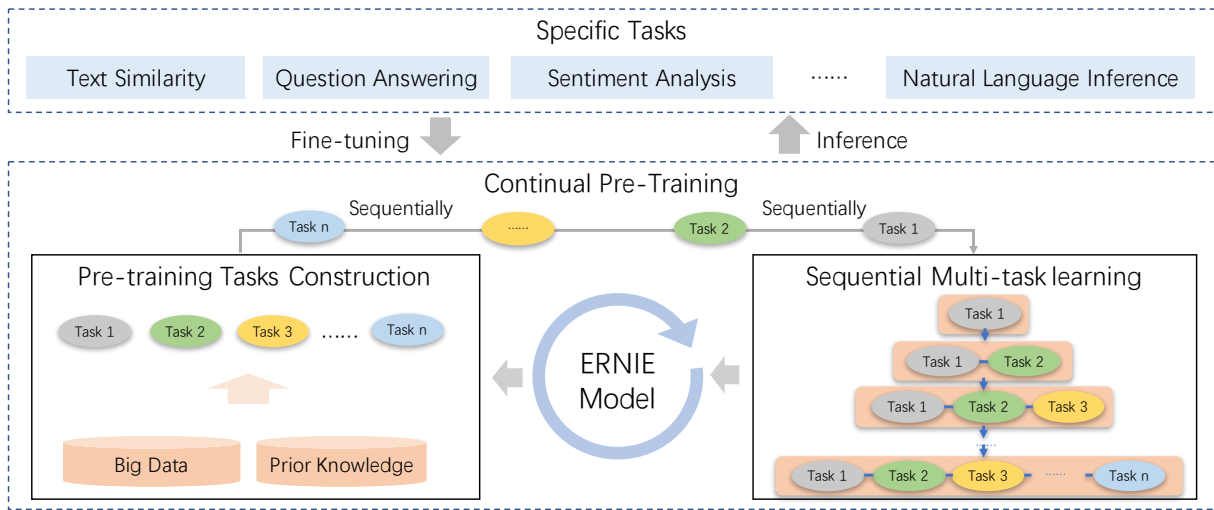 Specific Tasks
Text Similarity
Question Answering
Sentiment Analysis
......
Natural Language Inference
Fine-tuning
Inference
Continual Pre-Training
Sequentially
Sequentially
Task n
......
Task 2
Task 1
Pre-training Tasks Construction
Task 1
Task 2
Task 3
......
Task n
Big Data
Prior Knowledge
ERNIE
Model
Sequential Multi-task learning
Task 1
Task 1
Task 2
Task 1
Task 2
Task 3
......
Task 1
Task 2
Task 3
......
Task n